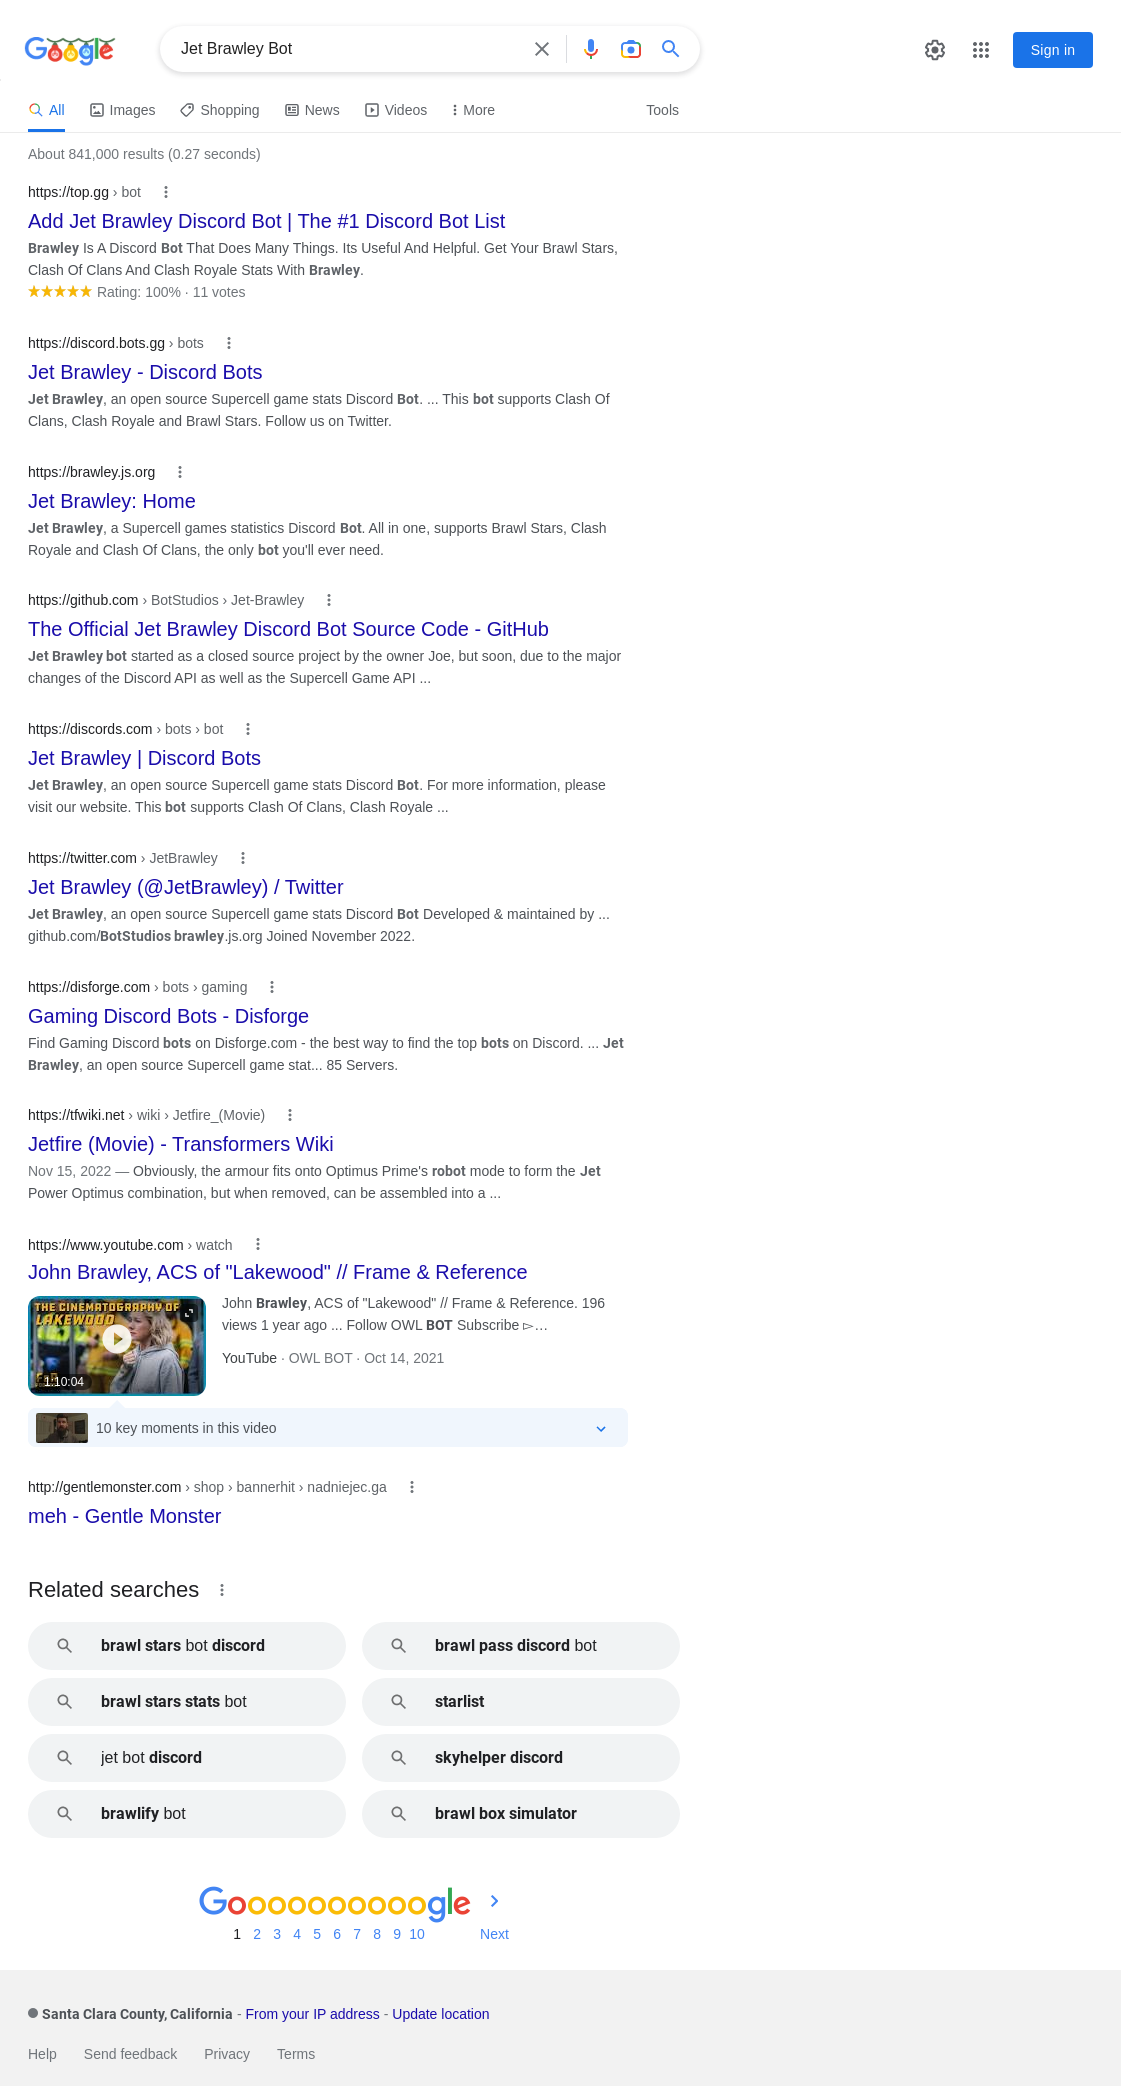 Google
Jet Brawley Bot
Sign in
All
Images
Shopping
News
Videos
More
Tools
About 841,000 results (0.27 seconds)
https://top.gg › bot
Add Jet Brawley Discord Bot | The #1 Discord Bot List
Brawley Is A Discord Bot That Does Many Things. Its Useful And Helpful. Get Your Brawl Stars,
Clash Of Clans And Clash Royale Stats With Brawley.
Rating: 100% · 11 votes
https://discord.bots.gg › bots
Jet Brawley - Discord Bots
Jet Brawley, an open source Supercell game stats Discord Bot. ... This bot supports Clash Of
Clans, Clash Royale and Brawl Stars. Follow us on Twitter.
https://brawley.js.org
Jet Brawley: Home
Jet Brawley, a Supercell games statistics Discord Bot. All in one, supports Brawl Stars, Clash
Royale and Clash Of Clans, the only bot you'll ever need.
https://github.com › BotStudios › Jet-Brawley
The Official Jet Brawley Discord Bot Source Code - GitHub
Jet Brawley bot started as a closed source project by the owner Joe, but soon, due to the major
changes of the Discord API as well as the Supercell Game API ...
https://discords.com › bots › bot
Jet Brawley | Discord Bots
Jet Brawley, an open source Supercell game stats Discord Bot. For more information, please
visit our website. This bot supports Clash Of Clans, Clash Royale ...
https://twitter.com › JetBrawley
Jet Brawley (@JetBrawley) / Twitter
Jet Brawley, an open source Supercell game stats Discord Bot Developed & maintained by ...
github.com/BotStudios brawley.js.org Joined November 2022.
https://disforge.com › bots › gaming
Gaming Discord Bots - Disforge
Find Gaming Discord bots on Disforge.com - the best way to find the top bots on Discord. ... Jet
Brawley, an open source Supercell game stat... 85 Servers.
https://tfwiki.net › wiki › Jetfire_(Movie)
Jetfire (Movie) - Transformers Wiki
Nov 15, 2022 — Obviously, the armour fits onto Optimus Prime's robot mode to form the Jet
Power Optimus combination, but when removed, can be assembled into a ...
https://www.youtube.com › watch
John Brawley, ACS of "Lakewood" // Frame & Reference
THE CINEMATOGRAPHY OF
LAKEWOOD
1:10:04
John Brawley, ACS of "Lakewood" // Frame & Reference. 196
views 1 year ago ... Follow OWL BOT Subscribe ▻…
YouTube · OWL BOT · Oct 14, 2021
10 key moments in this video
http://gentlemonster.com › shop › bannerhit › nadniejec.ga
meh - Gentle Monster
Related searches
brawl stars bot discord
brawl pass discord bot
brawl stars stats bot
starlist
jet bot discord
skyhelper discord
brawlify bot
brawl box simulator
Goooooooooogle
1 2 3 4 5 6 7 8 9 10 Next
Santa Clara County, California - From your IP address - Update location
Help Send feedback Privacy Terms